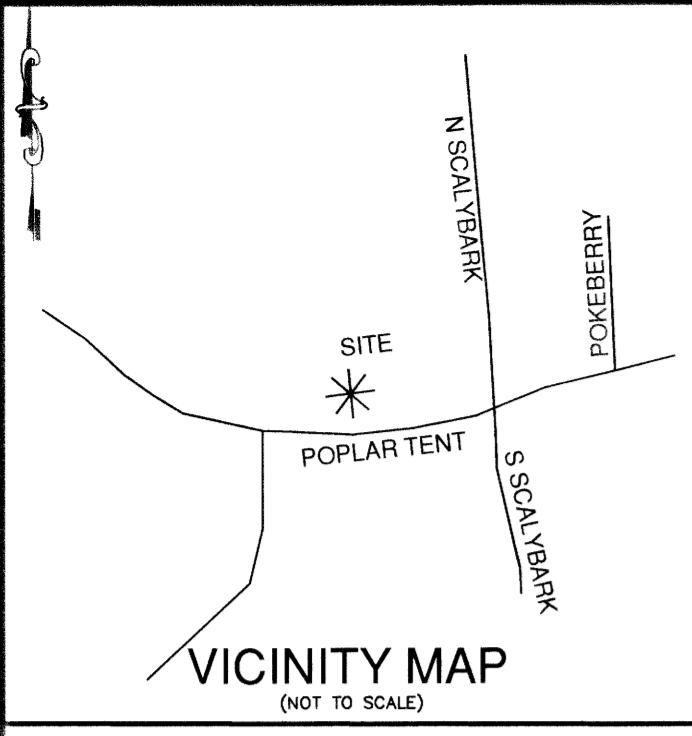 N SCALYBARK
POKEBERRY
SITE
POPLAR TENT
S SCALYBARK
VICINITY MAP
(NOT TO SCALE)